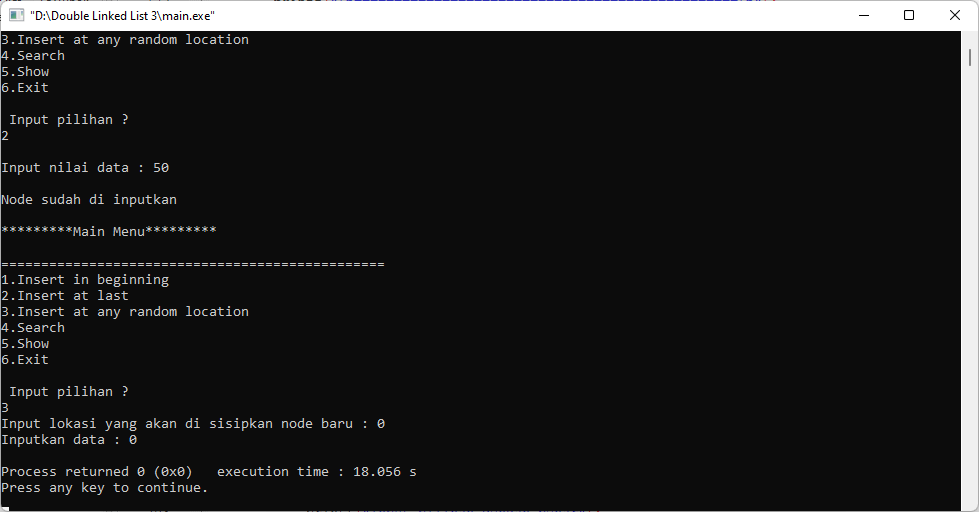 "D:\Double Linked List 3\main.exe"
3.Insert at any random location
4.Search
5.Show
6.Exit
Input pilihan ?
2
Input nilai data : 50
Node sudah di inputkan
*********Main Menu*********
================================================
1.Insert in beginning
2.Insert at last
3.Insert at any random location
4.Search
5.Show
6.Exit
Input pilihan ?
3
Input lokasi yang akan di sisipkan node baru : 0
Inputkan data : 0
Process returned 0 (0x0)   execution time : 18.056 s
Press any key to continue.